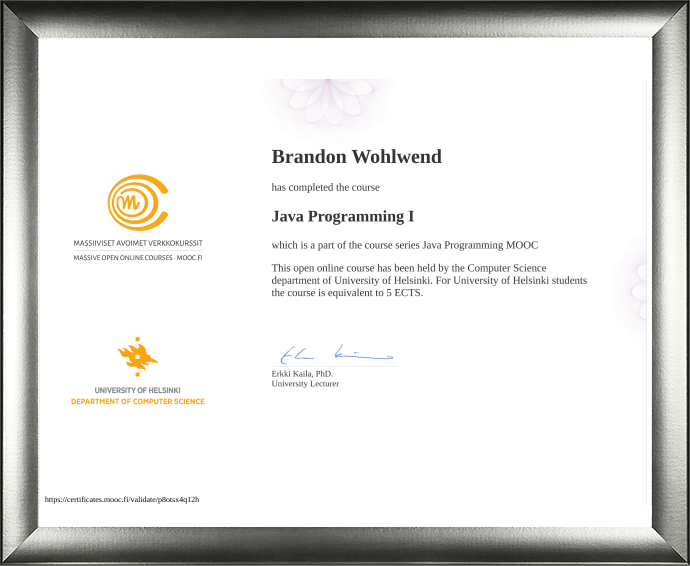 Brandon Wohlwend
has completed the course
Java Programming I
which is a part of the course series Java Programming MOOC
This open online course has been held by the Computer Science
department of University of Helsinki. For University of Helsinki students
the course is equivalent to 5 ECTS.
Erkki Kaila, PhD.
University Lecturer
m
MASSIIVISET AVOIMET VERKKOKURSSIT
MASSIVE OPEN ONLINE COURSES · MOOC.FI
UNIVERSITY OF HELSINKI
DEPARTMENT OF COMPUTER SCIENCE
https://certificates.mooc.fi/validate/p8otsx4q12h